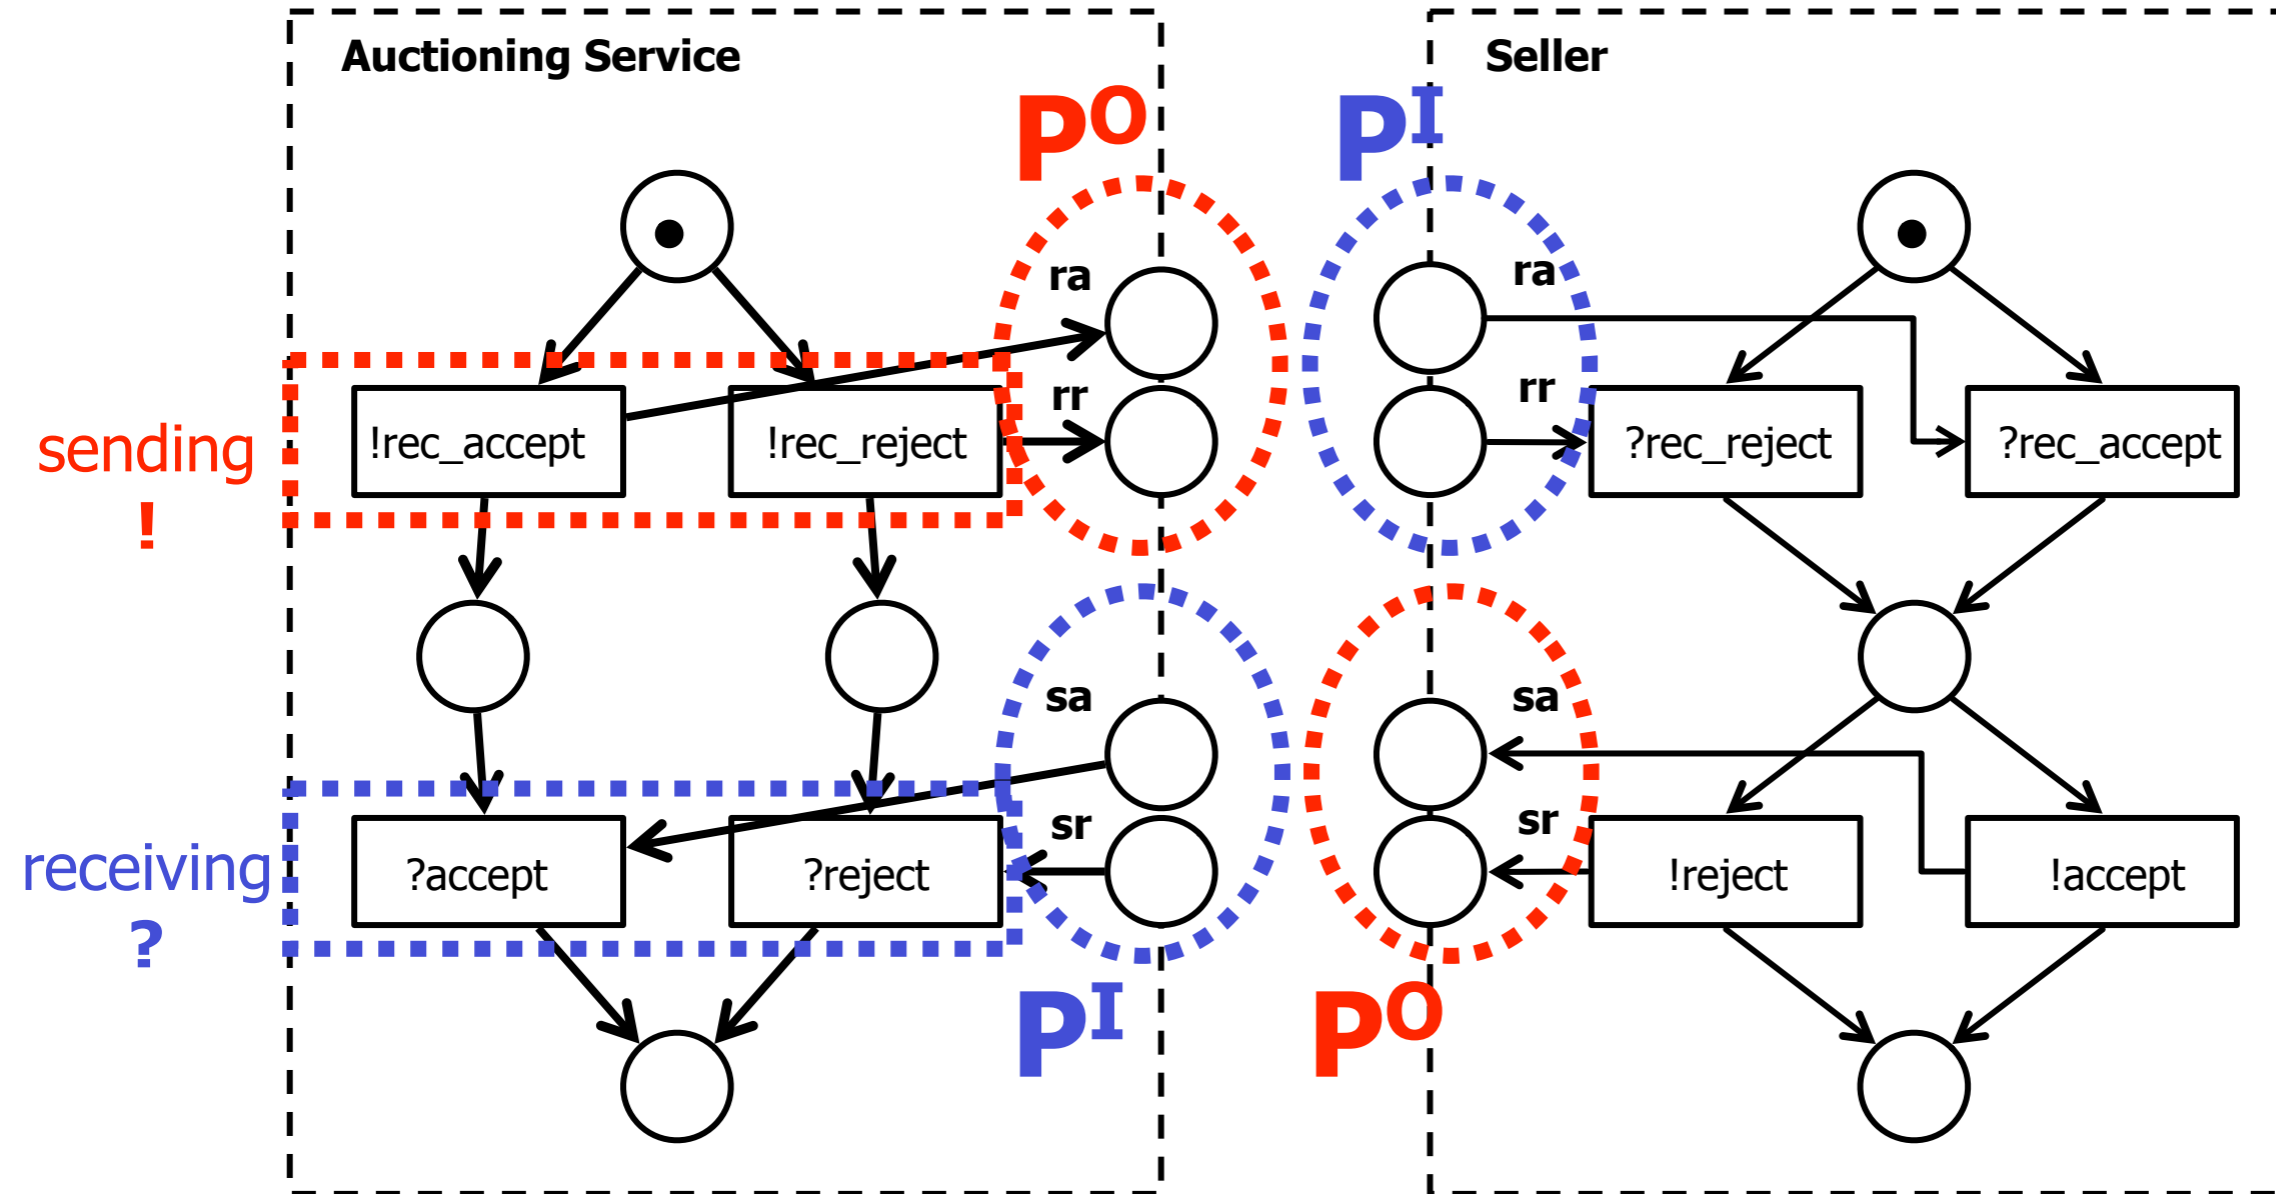 Auctioning Service
Seller
PO
PI
ra
ra
rr
rr
sending
!
!rec_accept
!rec_reject
?rec_reject
?rec_accept
sa
sa
sr
sr
receiving
?
?accept
?reject
!reject
!accept
PI
PO